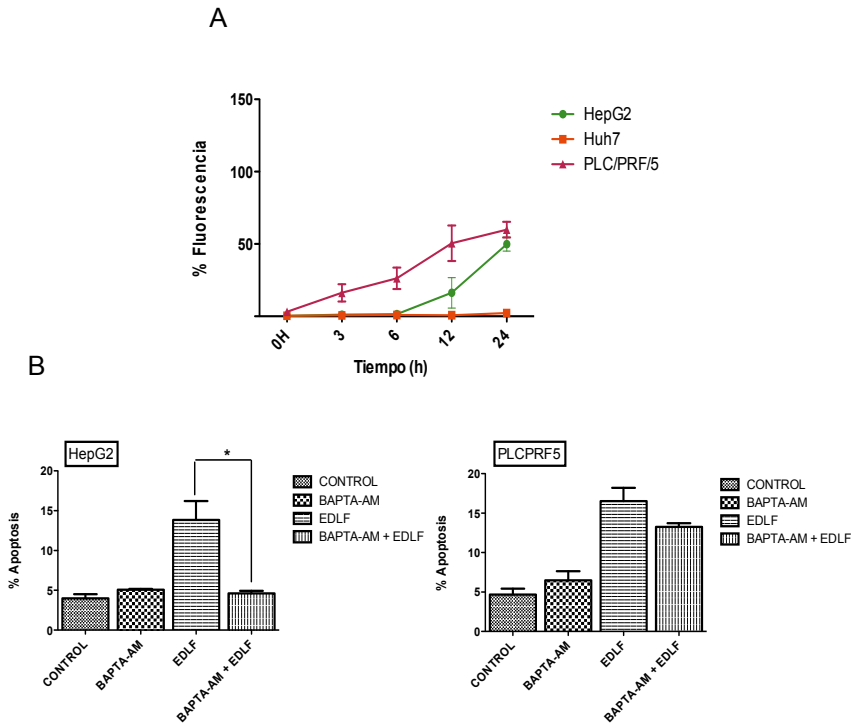 A
150
100
50
% Fluorescencia
0H
3
6
12
24
Tiempo (h)
HepG2
Huh7
PLC/PRF/5
B
HepG2
20
15
10
5
0
% Apoptosis
*
CONTROL
BAPTA-AM
EDLF
BAPTA-AM + EDLF
CONTROL
BAPTA-AM
EDLF
BAPTA-AM + EDLF
PLCPRF5
20
15
10
5
0
% Apoptosis
CONTROL
BAPTA-AM
EDLF
BAPTA-AM + EDLF
CONTROL
BAPTA-AM
EDLF
BAPTA-AM + EDLF